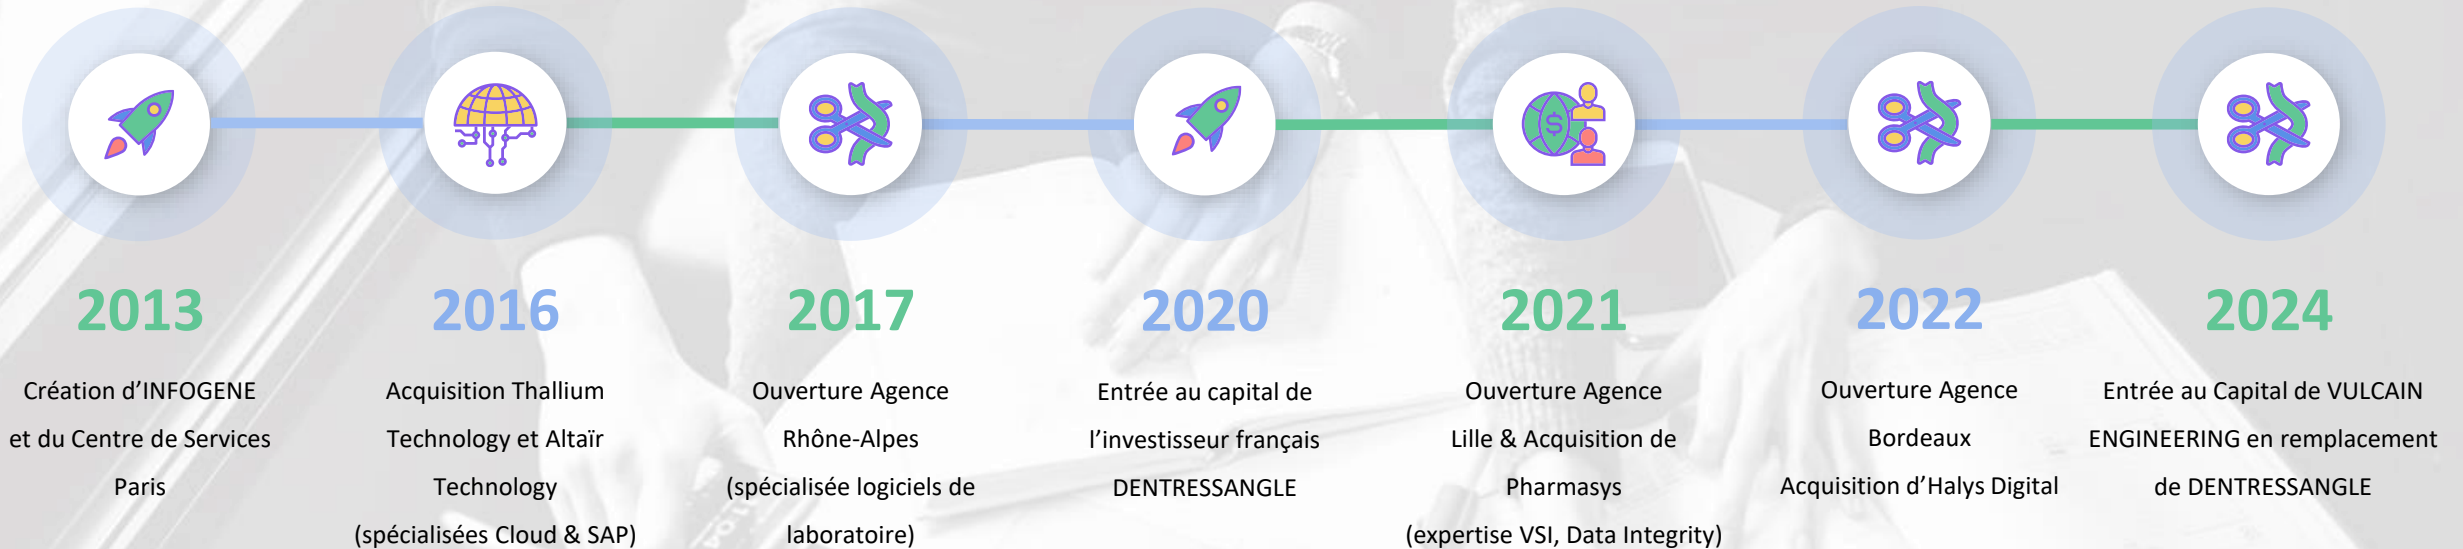 2013
Création d’INFOGENE
et du Centre de Services
Paris
2016
Acquisition Thallium
Technology et Altaïr
Technology
(spécialisées Cloud & SAP)
2017
Ouverture Agence
Rhône-Alpes
(spécialisée logiciels de
laboratoire)
2020
Entrée au capital de
l’investisseur français
DENTRESSANGLE
2021
Ouverture Agence
Lille & Acquisition de
Pharmasys
(expertise VSI, Data Integrity)
2022
Ouverture Agence
Bordeaux
Acquisition d’Halys Digital
2024
Entrée au Capital de VULCAIN
ENGINEERING en remplacement
de DENTRESSANGLE